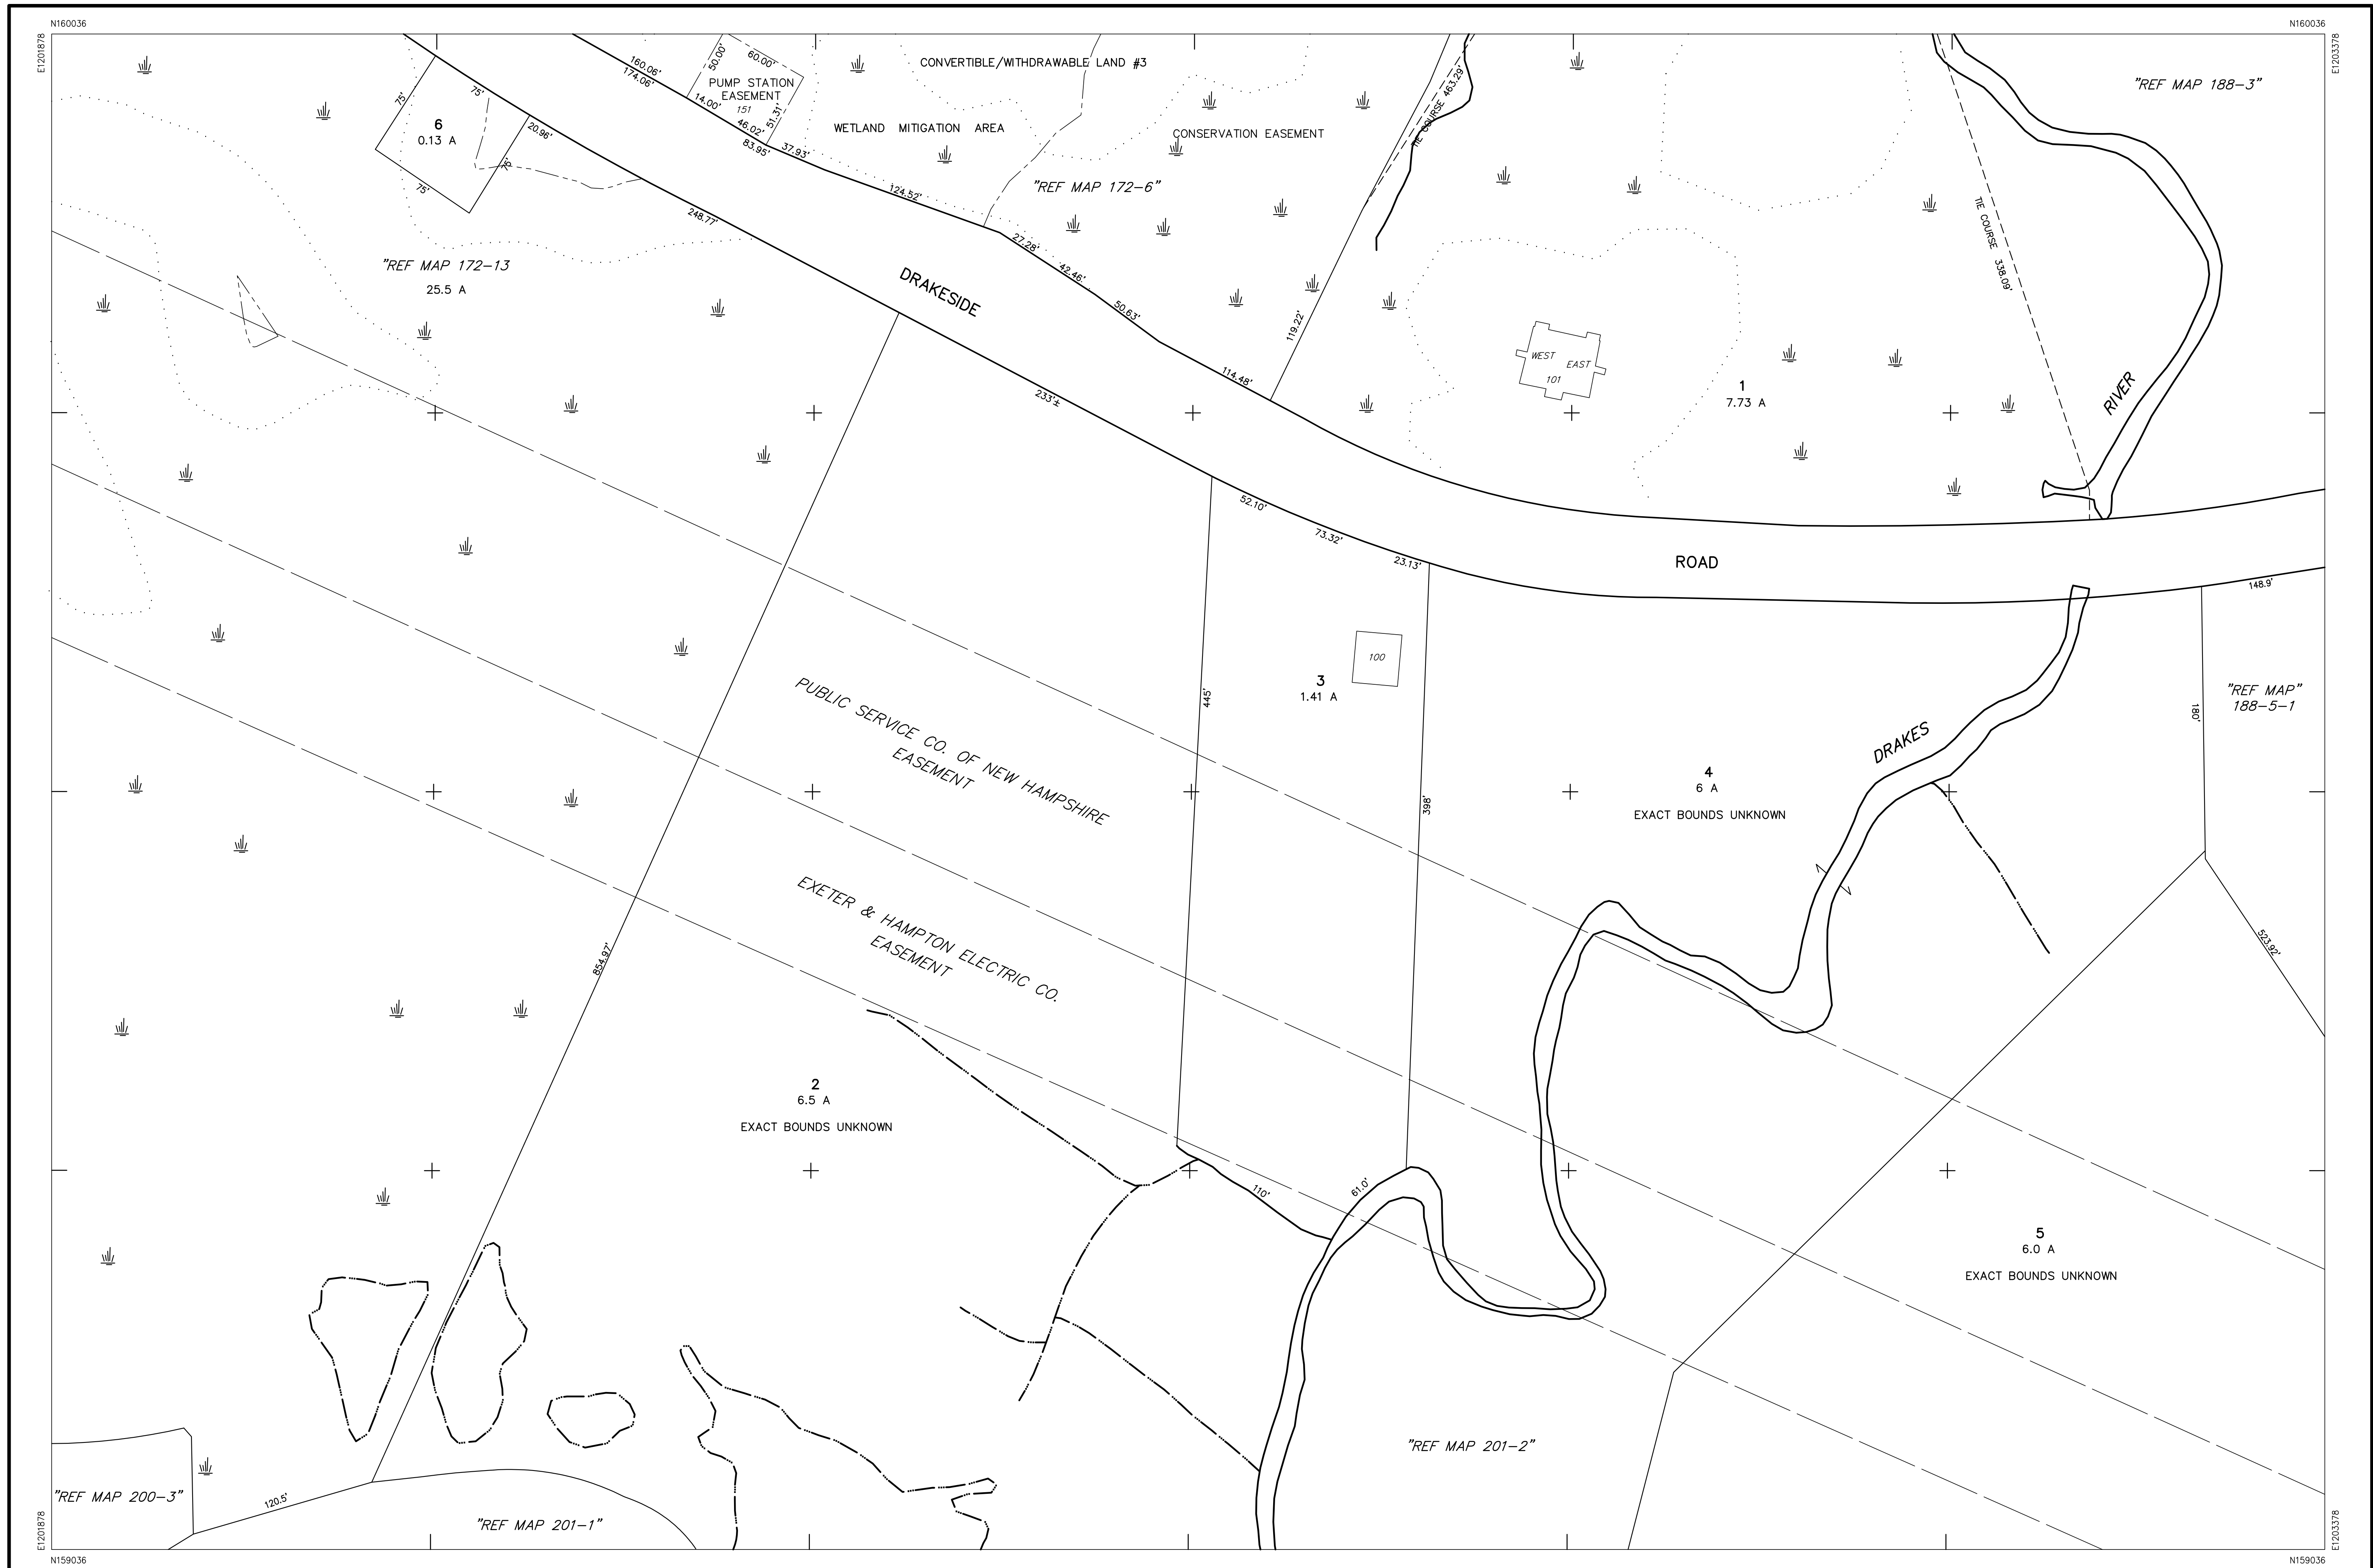 N160036
N160036
E1201878
E1203378
160.06'
174.06'
50.00'
60.00'
PUMP STATION
EASEMENT
151
14.00'
46.02'
51.31'
83.95'
37.93'
CONVERTIBLE/WITHDRAWABLE LAND #3
WETLAND MITIGATION AREA
CONSERVATION EASEMENT
"REF MAP 172-6"
TIE COURSE 463.29'
"REF MAP 188-3"
75'
75'
6
0.13 A
20.96'
75'
75'
124.52'
248.77'
27.28'
42.46'
50.63'
114.48'
119.22'
TIE COURSE 338.09'
"REF MAP 172-13
25.5 A
DRAKESIDE
233'±
WEST
EAST
101
1
7.73 A
RIVER
52.10'
73.32'
23.13'
ROAD
148.9'
445'
3
1.41 A
100
398'
"REF MAP"
188-5-1
180'
PUBLIC SERVICE CO. OF NEW HAMPSHIRE
EASEMENT
DRAKES
4
6 A
EXACT BOUNDS UNKNOWN
EXETER & HAMPTON ELECTRIC CO.
EASEMENT
854.97'
523.92'
2
6.5 A
EXACT BOUNDS UNKNOWN
110'
61.0'
5
6.0 A
EXACT BOUNDS UNKNOWN
"REF MAP 201-2"
"REF MAP 200-3"
120.5'
"REF MAP 201-1"
E1201878
E1203378
N159036
N159036